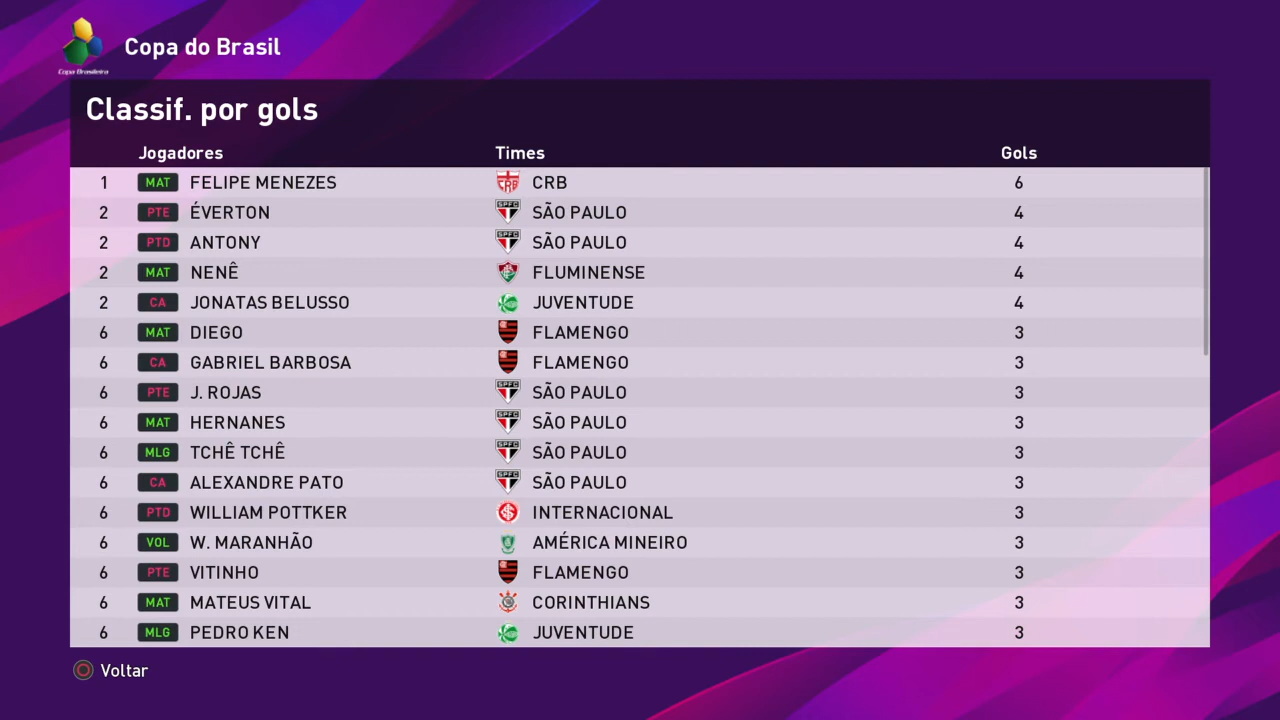 Copa do Brasil
Copa Brasileira
Classif. por gols
Jogadores Times Gols
1 MAT FELIPE MENEZES CRB 6
2 PTE ÉVERTON SÃO PAULO 4
2 PTD ANTONY SÃO PAULO 4
2 MAT NENÊ FLUMINENSE 4
2 CA JONATAS BELUSSO JUVENTUDE 4
6 MAT DIEGO FLAMENGO 3
6 CA GABRIEL BARBOSA FLAMENGO 3
6 PTE J. ROJAS SÃO PAULO 3
6 MAT HERNANES SÃO PAULO 3
6 MLG TCHÊ TCHÊ SÃO PAULO 3
6 CA ALEXANDRE PATO SÃO PAULO 3
6 PTD WILLIAM POTTKER INTERNACIONAL 3
6 VOL W. MARANHÃO AMÉRICA MINEIRO 3
6 PTE VITINHO FLAMENGO 3
6 MAT MATEUS VITAL CORINTHIANS 3
6 MLG PEDRO KEN JUVENTUDE 3
Voltar